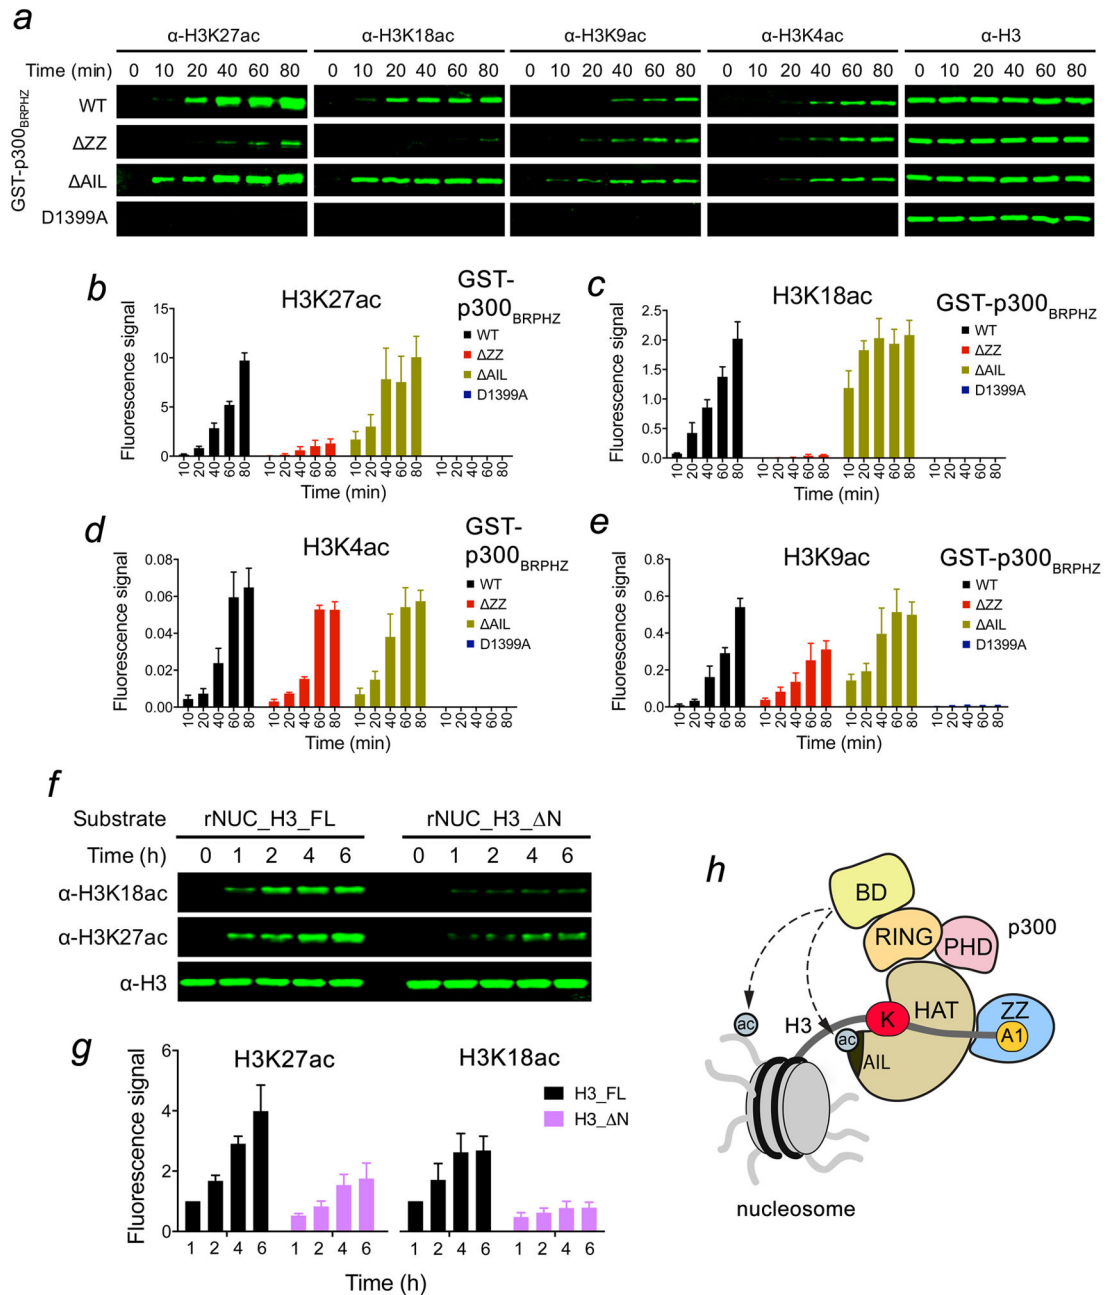 a
α-H3K27ac α-H3K18ac α-H3K9ac α-H3K4ac α-H3
Time (min) 0 10 20 40 60 80 0 10 20 40 60 80 0 10 20 40 60 80 0 10 20 40 60 80 0 10 20 40 60 80
GST-p300BRPHZ
WT
ΔZZ
ΔAIL
D1399A
b
H3K27ac
GST-
p300BRPHZ
WT
ΔZZ
ΔAIL
D1399A
Fluorescence signal
15
10
5
0
10 20 40 60 80 10 20 40 60 80 10 20 40 60 80 10 20 40 60 80
Time (min)
c
H3K18ac
GST-p300BRPHZ
WT
ΔZZ
ΔAIL
D1399A
Fluorescence signal
2.5
2.0
1.5
1.0
0.5
0.0
10 20 40 60 80 10 20 40 60 80 10 20 40 60 80 10 20 40 60 80
Time (min)
d
H3K4ac
GST-
p300BRPHZ
WT
ΔZZ
ΔAIL
D1399A
Fluorescence signal
0.08
0.06
0.04
0.02
0.00
10 20 40 60 80 10 20 40 60 80 10 20 40 60 80 10 20 40 60 80
Time (min)
e
H3K9ac
GST-p300BRPHZ
WT
ΔZZ
ΔAIL
D1399A
Fluorescence signal
0.8
0.6
0.4
0.2
0.0
10 20 40 60 80 10 20 40 60 80 10 20 40 60 80 10 20 40 60 80
Time (min)
f
Substrate rNUC_H3_FL rNUC_H3_ΔN
Time (h) 0 1 2 4 6 0 1 2 4 6
α-H3K18ac
α-H3K27ac
α-H3
g
H3K27ac H3K18ac
H3_FL
H3_ΔN
Fluorescence signal
6
4
2
0
1 2 4 6 1 2 4 6 1 2 4 6 1 2 4 6
Time (h)
h
BD
RING
PHD
p300
HAT
ZZ
K
A1
ac
H3
ac
AIL
nucleosome